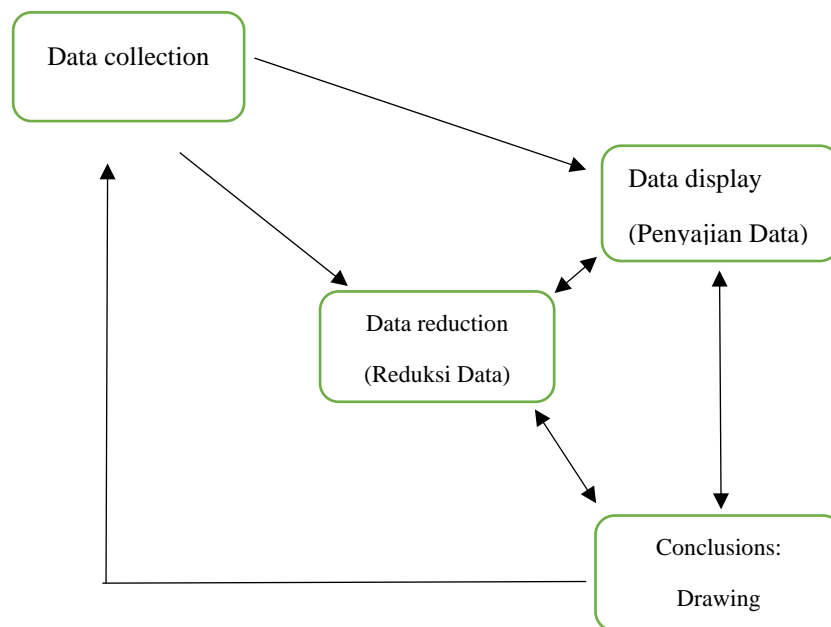 Data collection
Data display
(Penyajian Data)
Data reduction
(Reduksi Data)
Conclusions:
Drawing